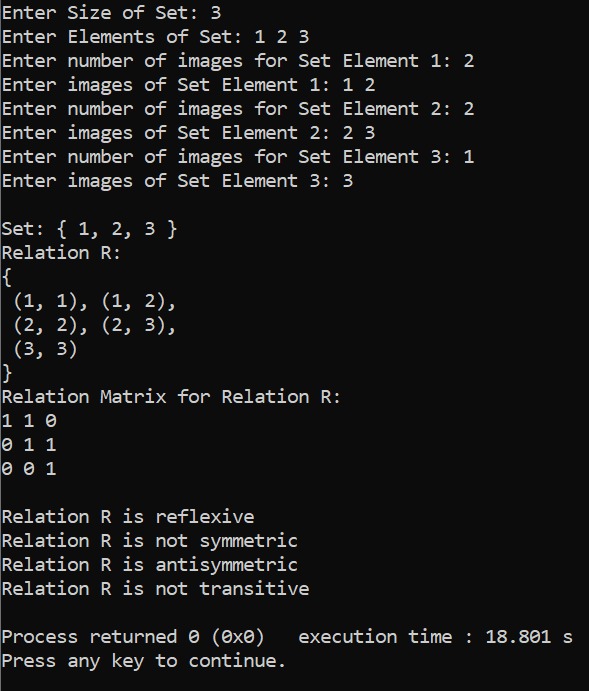 Enter Size of Set: 3
Enter Elements of Set: 1 2 3
Enter number of images for Set Element 1: 2
Enter images of Set Element 1: 1 2
Enter number of images for Set Element 2: 2
Enter images of Set Element 2: 2 3
Enter number of images for Set Element 3: 1
Enter images of Set Element 3: 3

Set: { 1, 2, 3 }
Relation R:
{
 (1, 1), (1, 2),
 (2, 2), (2, 3),
 (3, 3)
}
Relation Matrix for Relation R:
1 1 0
0 1 1
0 0 1

Relation R is reflexive
Relation R is not symmetric
Relation R is antisymmetric
Relation R is not transitive

Process returned 0 (0x0)   execution time : 18.801 s
Press any key to continue.